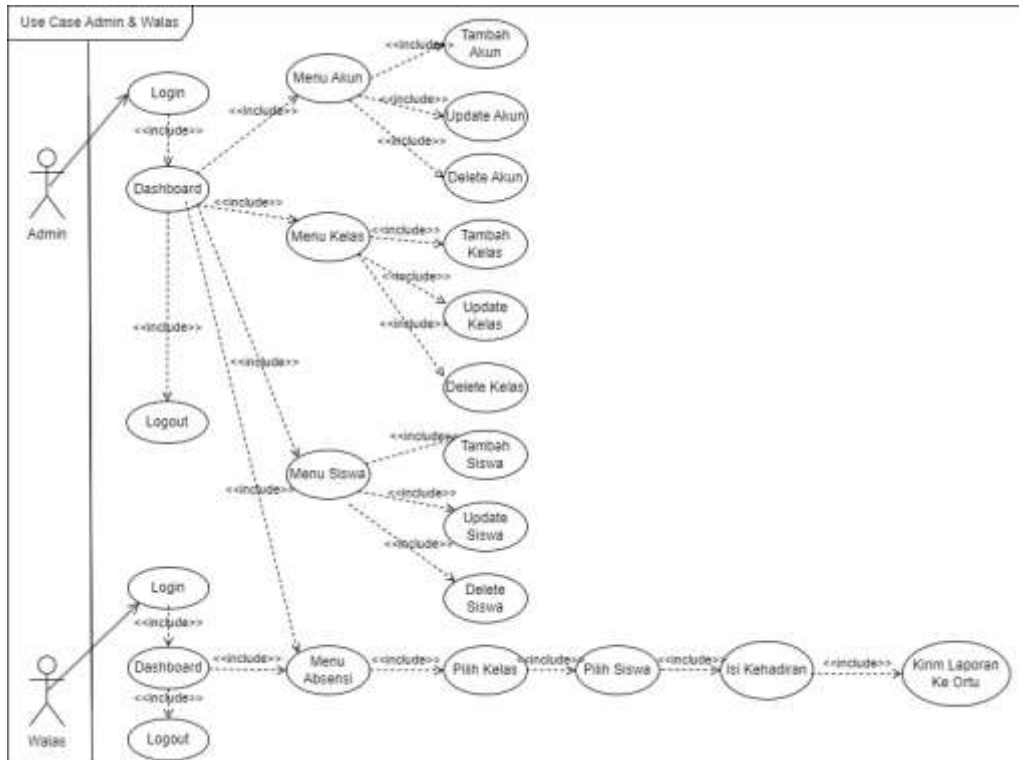 Use Case Admin & Walas
<<include>>
Tambah
Akun
Menu Akun
Login
<<include>>
<<include>>
Update Akun
<<include>>
<<include>>
Delete Akun
Dashboard
Admin
<<include>>
Menu Kelas
<<include>>
Tambah
Kelas
<<include>>
Update
Kelas
<<include>>
<<include>>
<<include>>
Delete Kelas
Logout
<<include>>
Tambah
Siswa
Menu Siswa
<<include>>
<<include>>
Update
Siswa
<<include>>
Delete
Siswa
Login
<<include>>
Dashboard
<<include>>
Menu
Absensi
<<include>>
Pilih Kelas
<<include>>
Pilih Siswa
<<include>>
Isi Kehadiran
<<include>>
Kirim Laporan
Ke Ortu
<<include>>
Walas
Logout